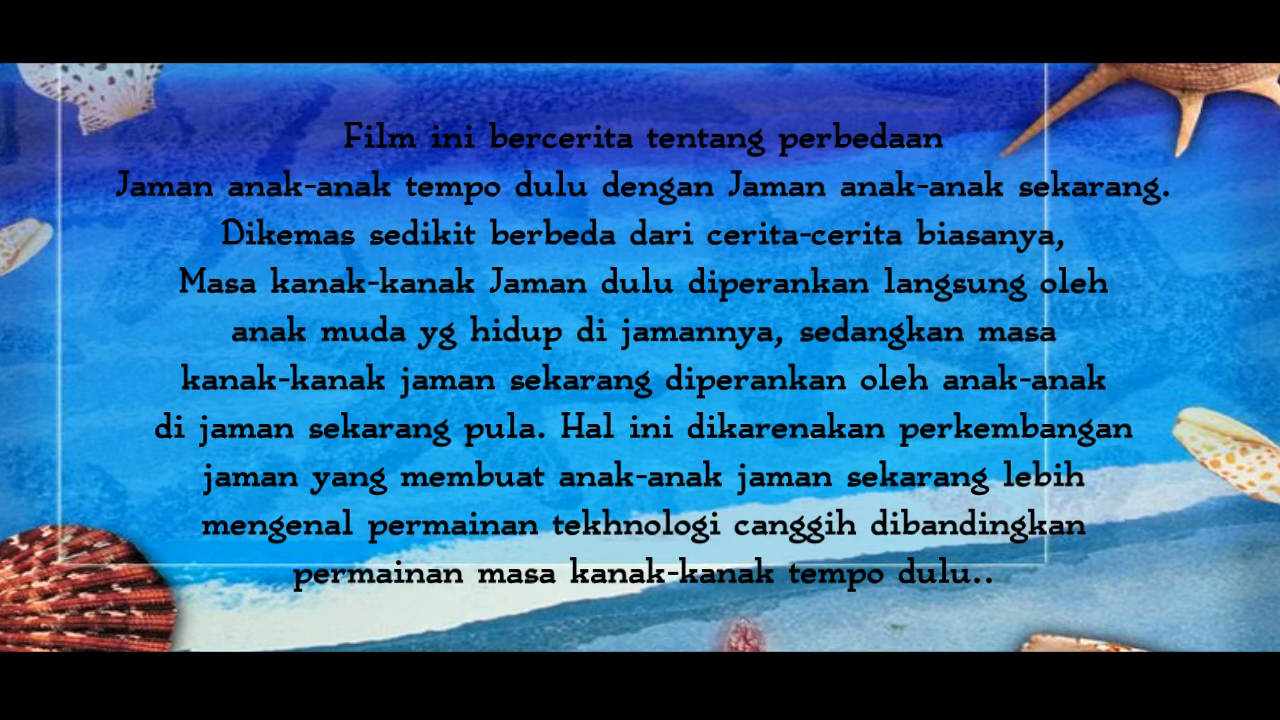 Film ini bercerita tentang perbedaan
Jaman anak-anak tempo dulu dengan Jaman anak-anak sekarang.
Dikemas sedikit berbeda dari cerita-cerita biasanya,
Masa kanak-kanak Jaman dulu diperankan langsung oleh
anak muda yg hidup di jamannya, sedangkan masa
kanak-kanak jaman sekarang diperankan oleh anak-anak
di jaman sekarang pula. Hal ini dikarenakan perkembangan
jaman yang membuat anak-anak jaman sekarang lebih
mengenal permainan tekhnologi canggih dibandingkan
permainan masa kanak-kanak tempo dulu..